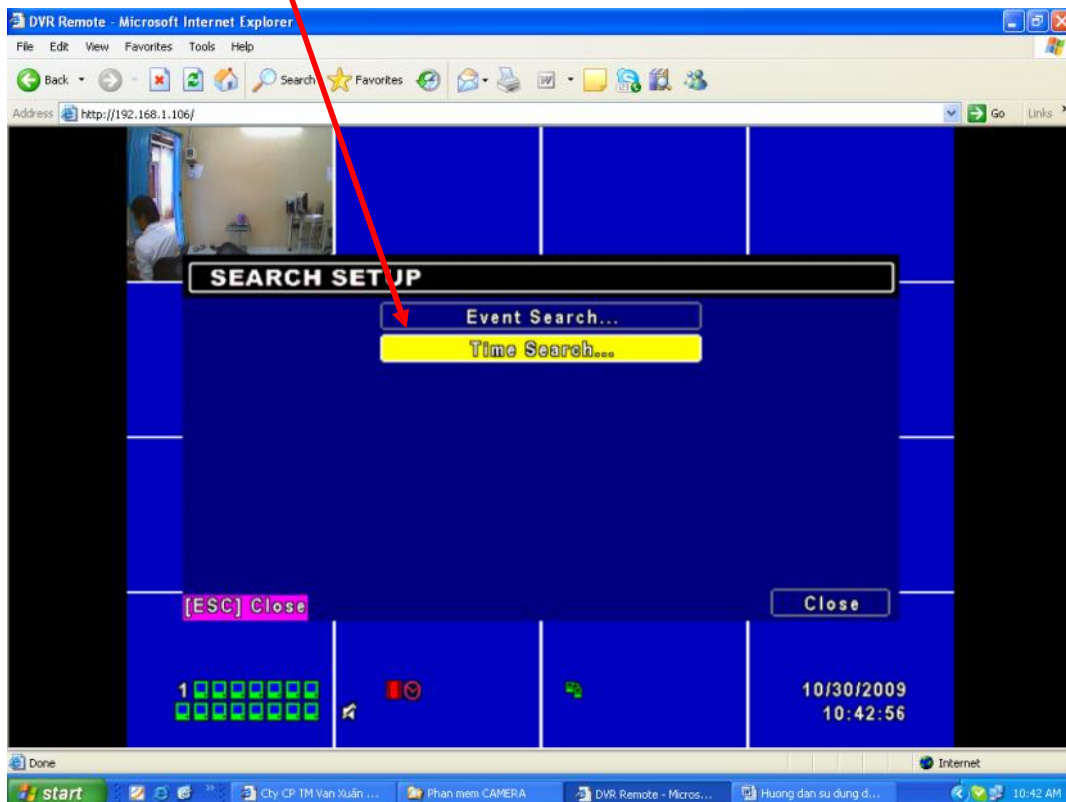 DVR Remote - Microsoft Internet Explorer
File Edit View Favorites Tools Help
Back Search Favorites
Address http://192.168.1.106/ Go Links
SEARCH SETUP
Event Search...
Time Search...
[ESC] Close Close
1
10/30/2009
10:42:56
Done Internet
start Cty CP TM Van Xuân ... Phan mem CAMERA DVR Remote - Micros... Huong dan su dung d... 10:42 AM